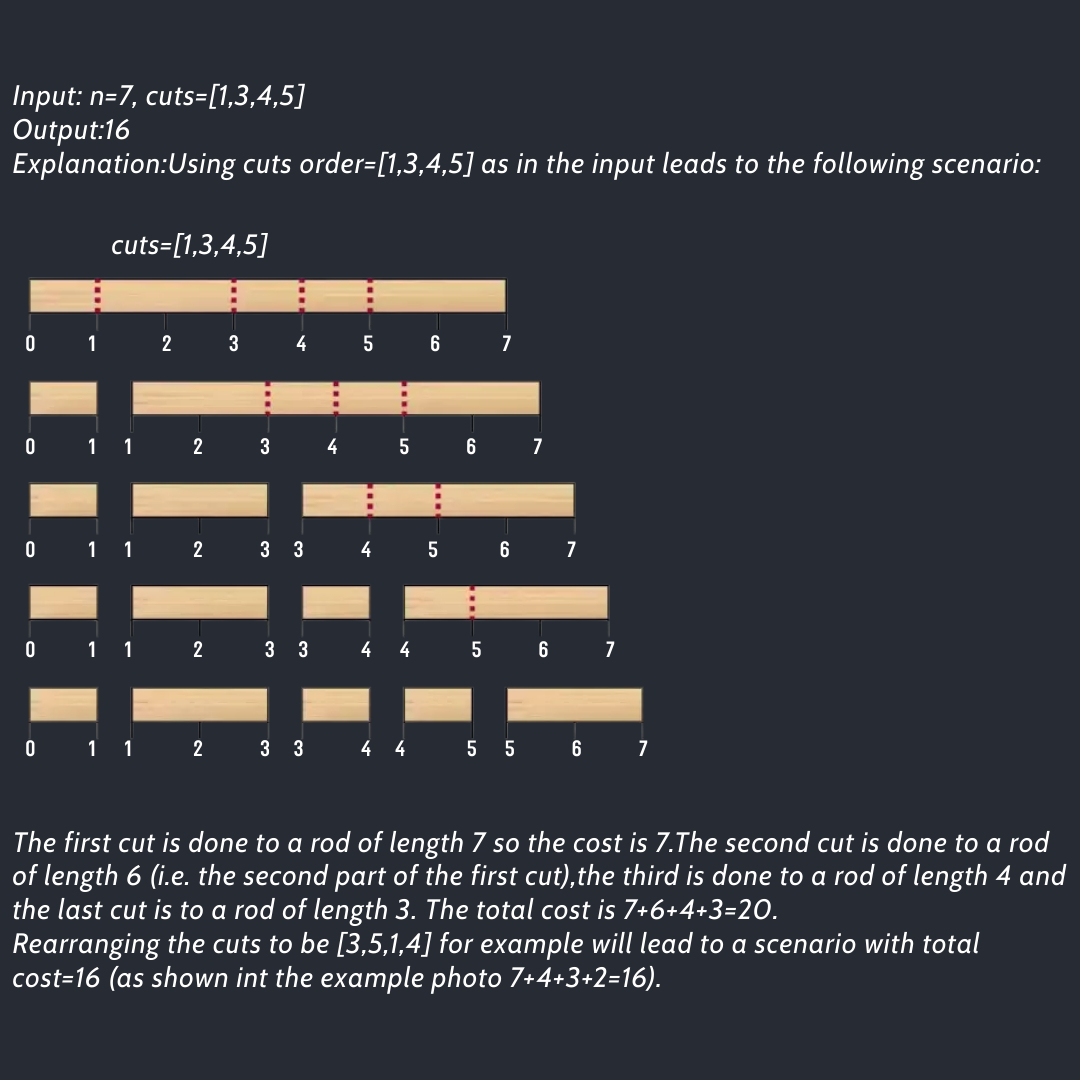 Input: n=7, cuts=[1,3,4,5]
Output:16
Explanation:Using cuts order=[1,3,4,5] as in the input leads to the following scenario:
cuts=[1,3,4,5]
0 1 2 3 4 5 6 7
0 1 1 2 3 4 5 6 7
0 1 1 2 3 3 4 5 6 7
0 1 1 2 3 3 4 4 5 6 7
0 1 1 2 3 3 4 4 5 5 6 7
The first cut is done to a rod of length 7 so the cost is 7.The second cut is done to a rod
of length 6 (i.e. the second part of the first cut),the third is done to a rod of length 4 and
the last cut is to a rod of length 3. The total cost is 7+6+4+3=20.
Rearranging the cuts to be [3,5,1,4] for example will lead to a scenario with total
cost=16 (as shown int the example photo 7+4+3+2=16).